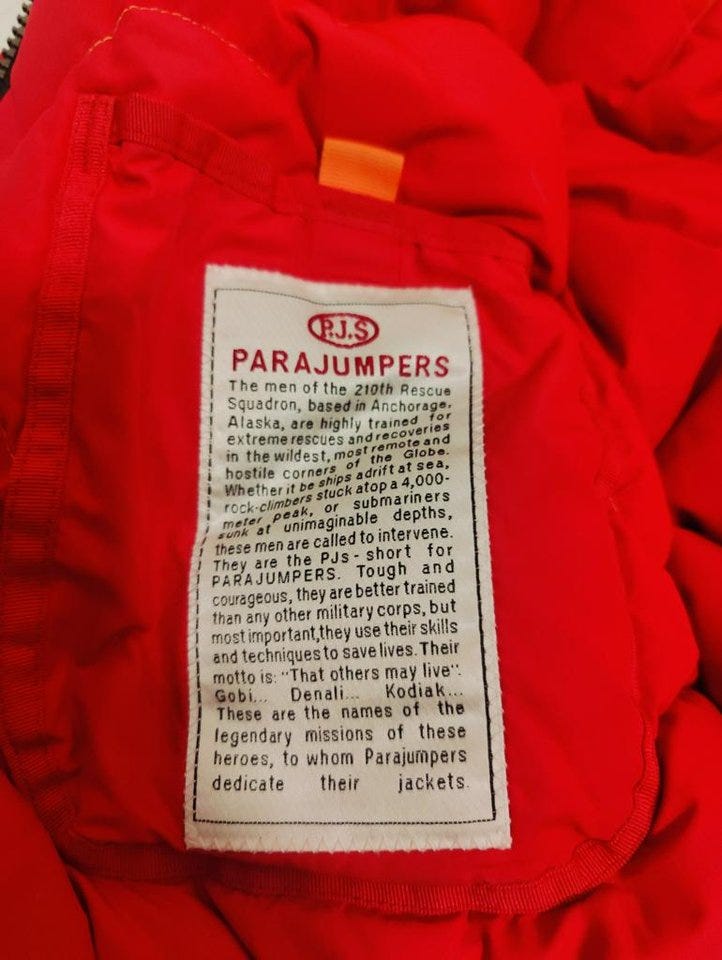 P.J.S
PARAJUMPERS
The men of the 210th Rescue
Squadron, based in Anchorage,
Alaska, are highly trained for
extreme rescues and recoveries
in the wildest, most remote and
hostile corners of the Globe.
Whether it be ships adrift at sea,
rock-climbers stuck atop a 4,000-
meter peak, or submariners
sunk at unimaginable depths,
these men are called to intervene.
They are the PJs - short for
PARAJUMPERS. Tough and
courageous, they are better trained
than any other military corps, but
most important,they use their skills
and techniques to save lives. Their
motto is: "That others may live".
Gobi... Denali... Kodiak...
These are the names of the
legendary missions of these
heroes, to whom Parajumpers
dedicate their jackets.